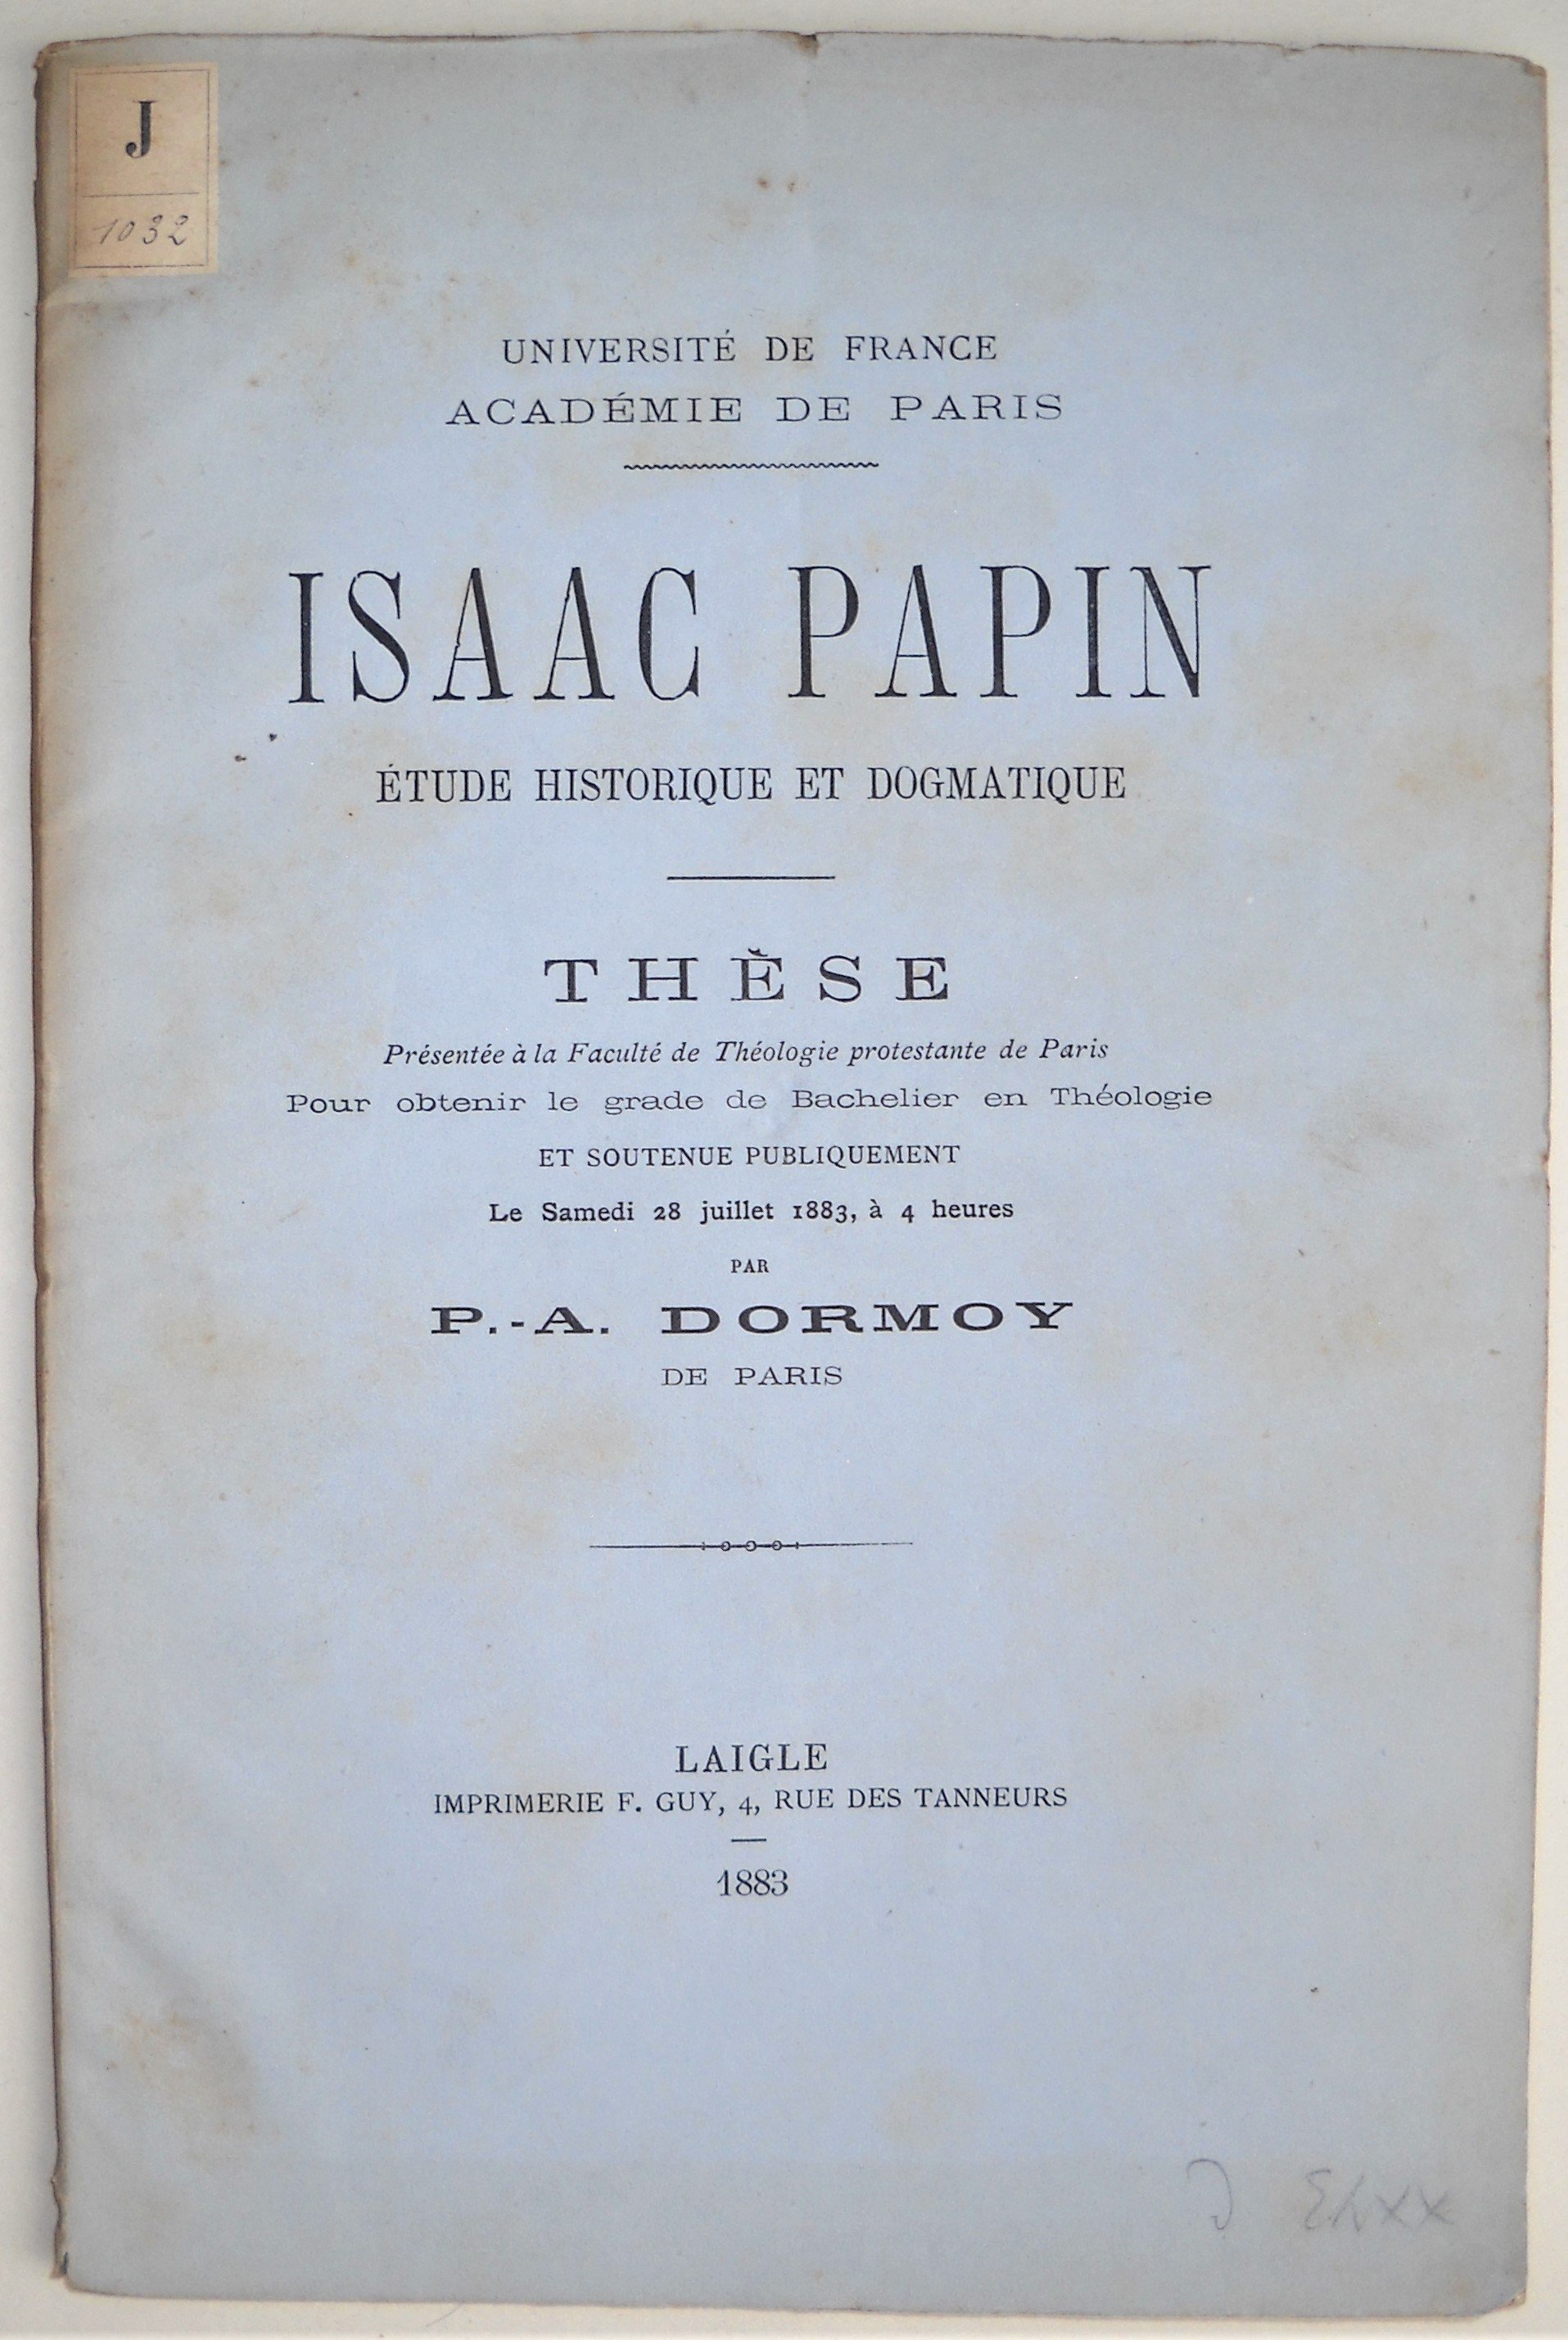 J
1032
UNIVERSITÉ DE FRANCE
ACADÉMIE DE PARIS
ISAAC PAPIN
ÉTUDE HISTORIQUE ET DOGMATIQUE
THÈSE
Présentée à la Faculté de Théologie protestante de Paris
Pour obtenir le grade de Bachelier en Théologie
ET SOUTENUE PUBLIQUEMENT
Le Samedi 28 juillet 1883, à 4 heures
PAR
P.-A. DORMOY
DE PARIS
LAIGLE
IMPRIMERIE F. GUY, 4, RUE DES TANNEURS
1883